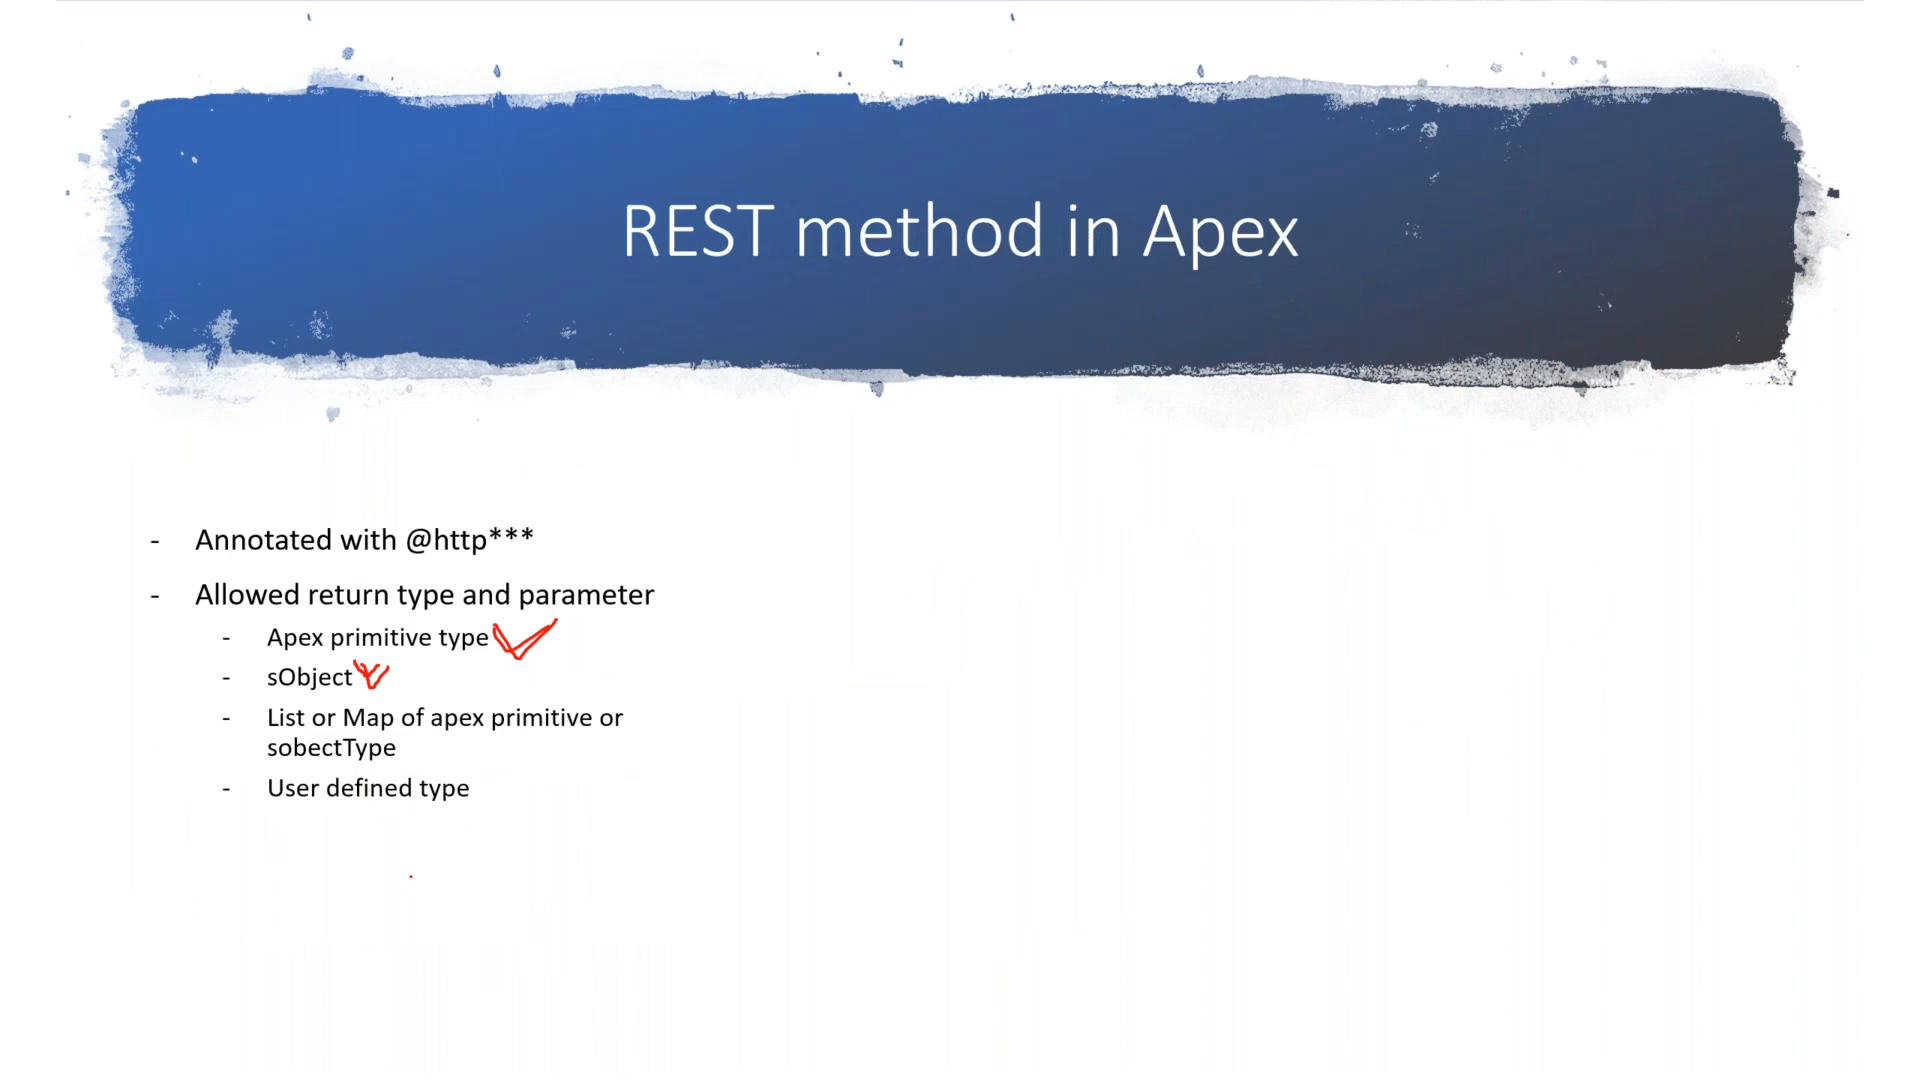 REST method in Apex
- Annotated with @http***
- Allowed return type and parameter
- Apex primitive type
- sObject
- List or Map of apex primitive or
sobectType
- User defined type